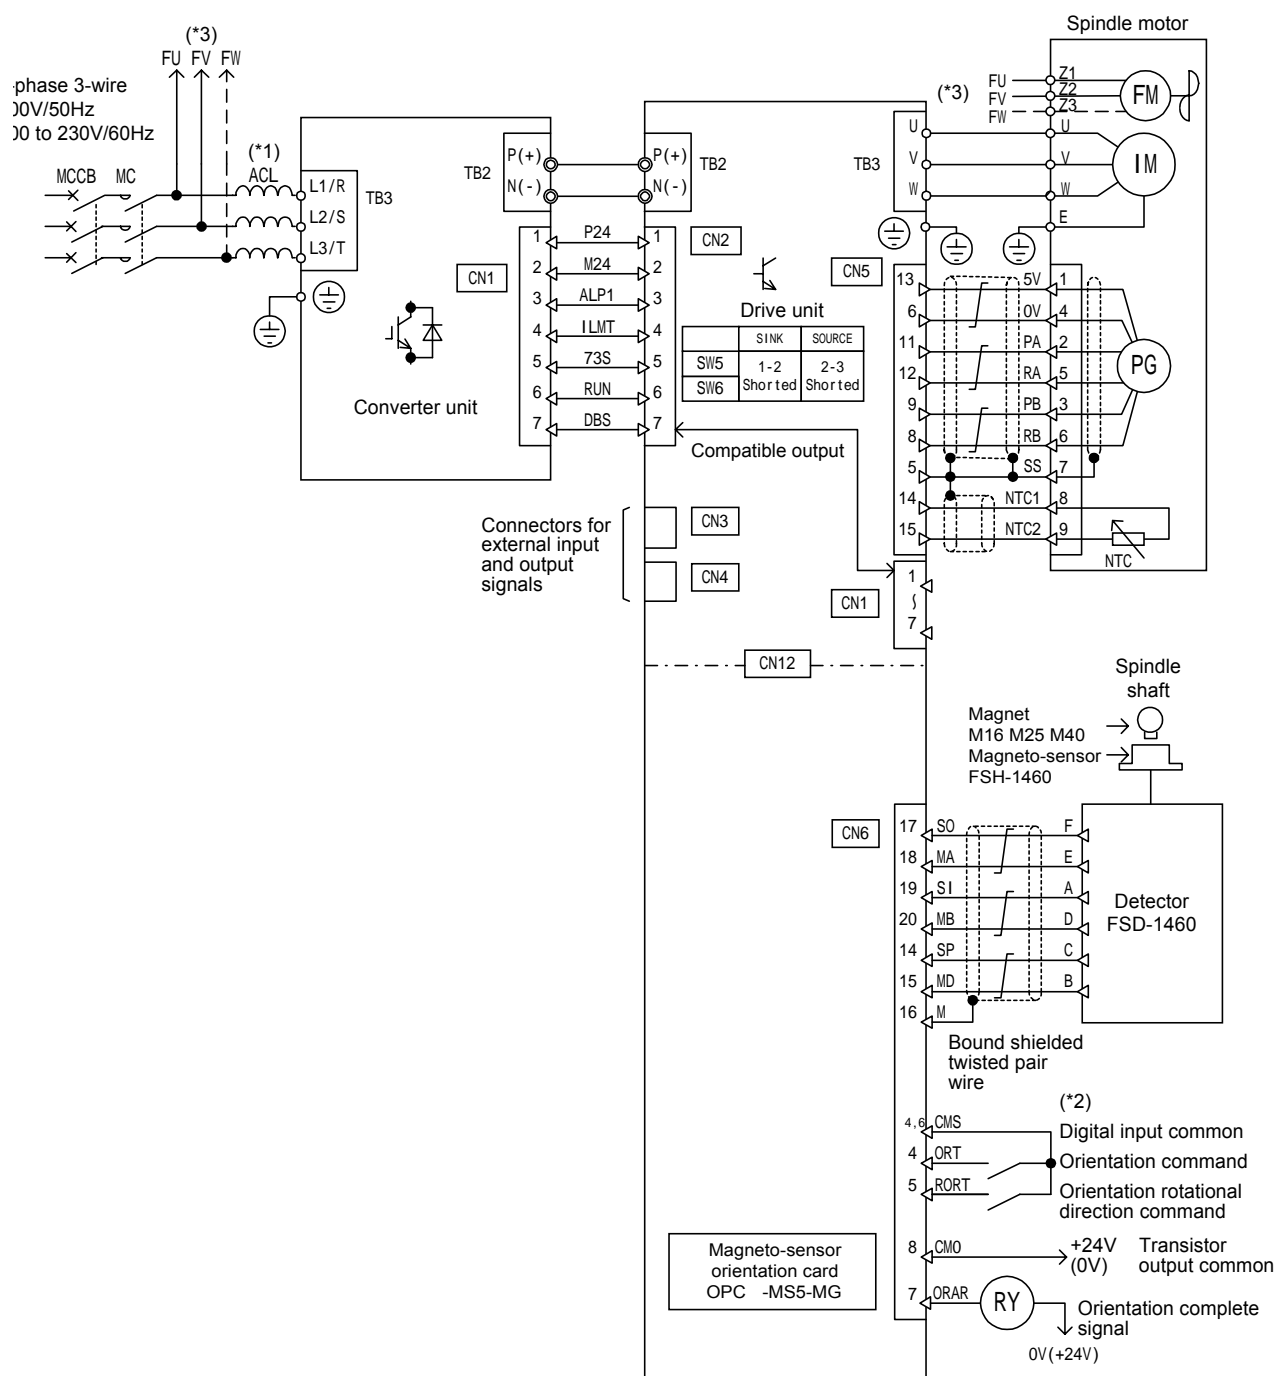 Spindle motor
(*3)
FU FV FW
-phase 3-wire
00V/50Hz
00 to 230V/60Hz
MCCB MC
(*1)
ACL
L1/R
L2/S
L3/T
TB3
TB2
P(+)
N(-)
P(+)
N(-)
TB2
TB3
U
V
W
(*3)
FU
FV
FW
Z1
Z2
Z3
U
V
W
E
FM
IM
CN1
1 P24 1
2 M24 2
3 ALP1 3
4 ILMT 4
5 73S 5
6 RUN 6
7 DBS 7
CN2
Converter unit
Drive unit
SINK SOURCE
SW5
SW6
1-2
Shorted
2-3
Shorted
Compatible output
CN5
13 5V 1
6 0V 4
11 PA 2
12 RA 5
9 PB 3
8 RB 6
5 SS 7
14 NTC1 8
15 NTC2 9
PG
NTC
Connectors for
external input
and output
signals
CN3
CN4
CN1
1
~
7
CN12
Spindle
shaft
Magnet
M16 M25 M40
Magneto-sensor
FSH-1460
CN6
17 SO F
18 MA E
19 SI A
20 MB D
14 SP C
15 MD B
16 M
Detector
FSD-1460
Bound shielded
twisted pair
wire
(*2)
4,6 CMS Digital input common
4 ORT Orientation command
5 RORT Orientation rotational
direction command
8 CMO +24V Transistor
(0V) output common
7 ORAR RY Orientation complete
signal
0V(+24V)
Magneto-sensor
orientation card
OPC -MS5-MG